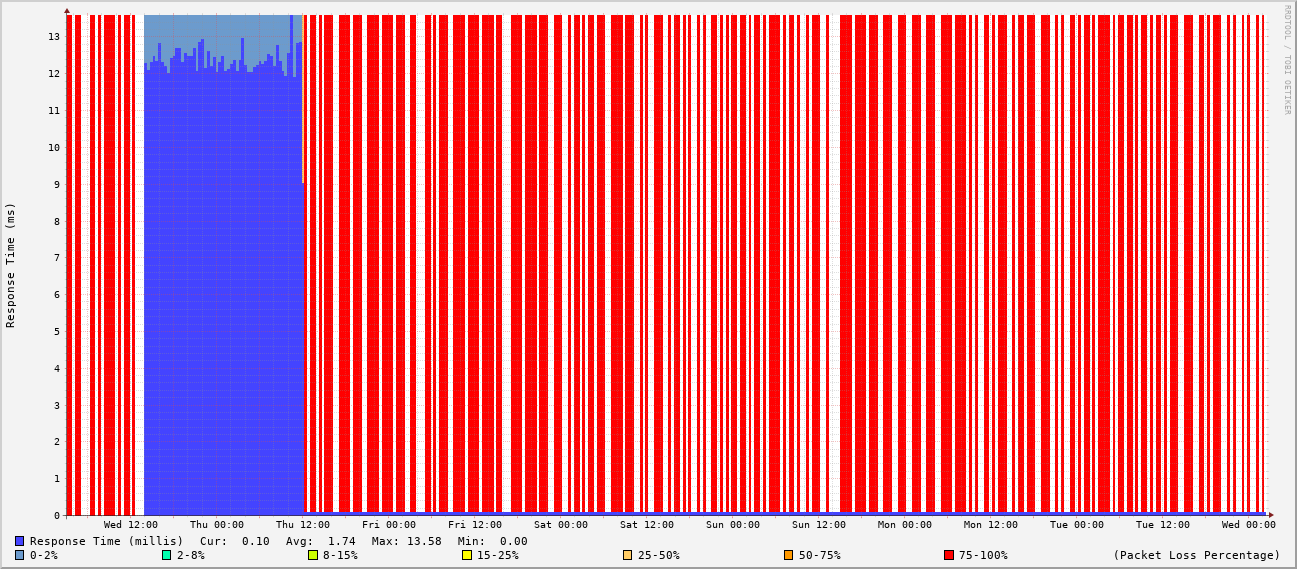 RRDTOOL / TOBI OETIKER
Response Time (ms)
13
12
11
10
9
8
7
6
5
4
3
2
1
0
Wed 12:00 Thu 00:00 Thu 12:00 Fri 00:00 Fri 12:00 Sat 00:00 Sat 12:00 Sun 00:00 Sun 12:00 Mon 00:00 Mon 12:00 Tue 00:00 Tue 12:00 Wed 00:00
Response Time (millis) Cur: 0.10 Avg: 1.74 Max: 13.58 Min: 0.00
0-2% 2-8% 8-15% 15-25% 25-50% 50-75% 75-100% (Packet Loss Percentage)